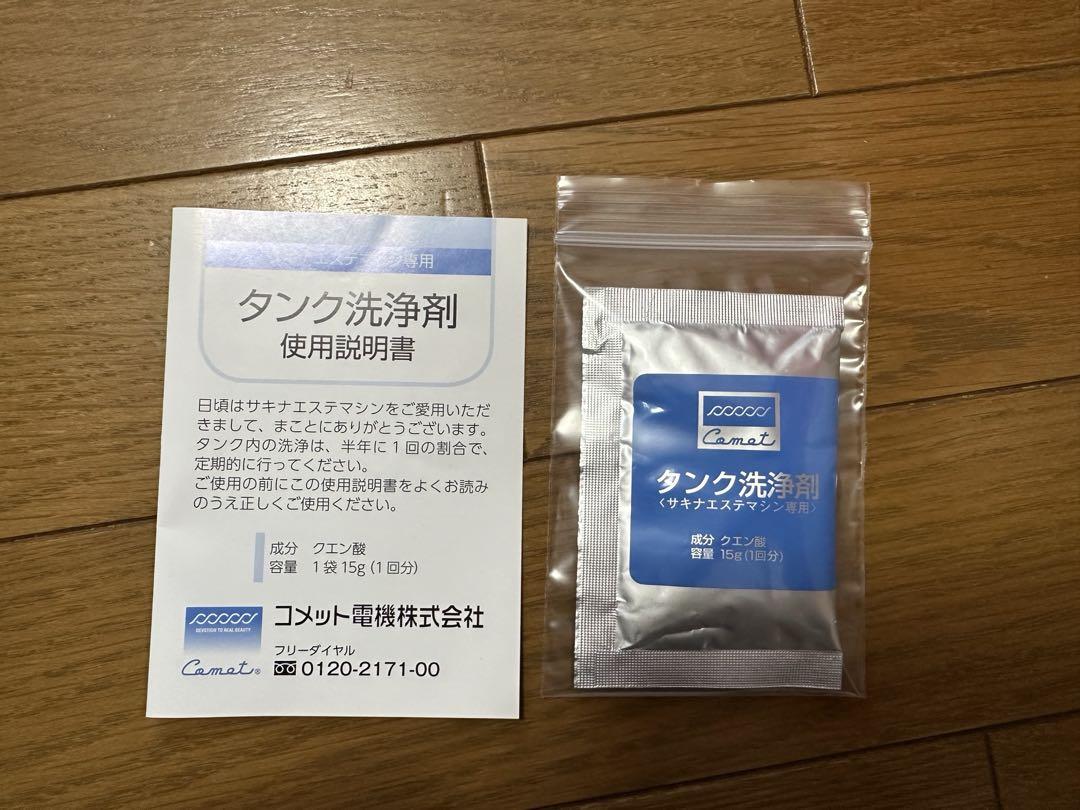 サキナエステマシン専用
タンク洗浄剤
使用説明書
日頃はサキナエステマシンをご愛用いただ
きまして、まことにありがとうございます。
タンク内の洗浄は、半年に1回の割合で、
定期的に行ってください。
ご使用の前にこの使用説明書をよくお読み
のうえ正しくご使用ください。
成分 クエン酸
容量 1袋15g(1回分)
DEVOTION TO REAL BEAUTY
Comet®
コメット電機株式会社
フリーダイヤル
0120-2171-00
Comet
タンク洗浄剤
〈サキナエステマシン専用〉
成分 クエン酸
容量 15g(1回分)